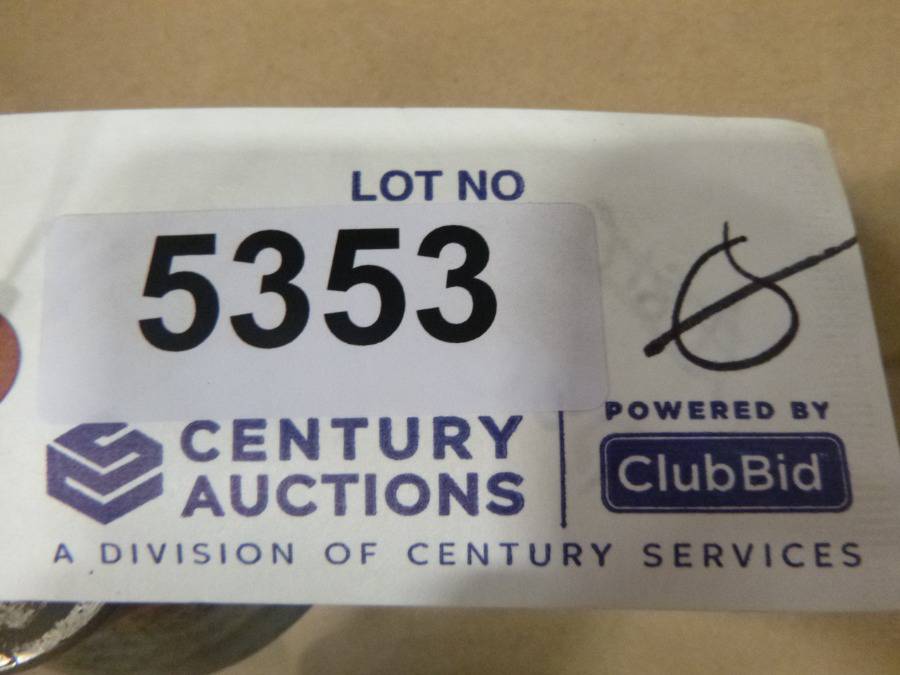 LOT NO
5353
CENTURY
AUCTIONS
POWERED BY
ClubBid
A DIVISION OF CENTURY SERVICES